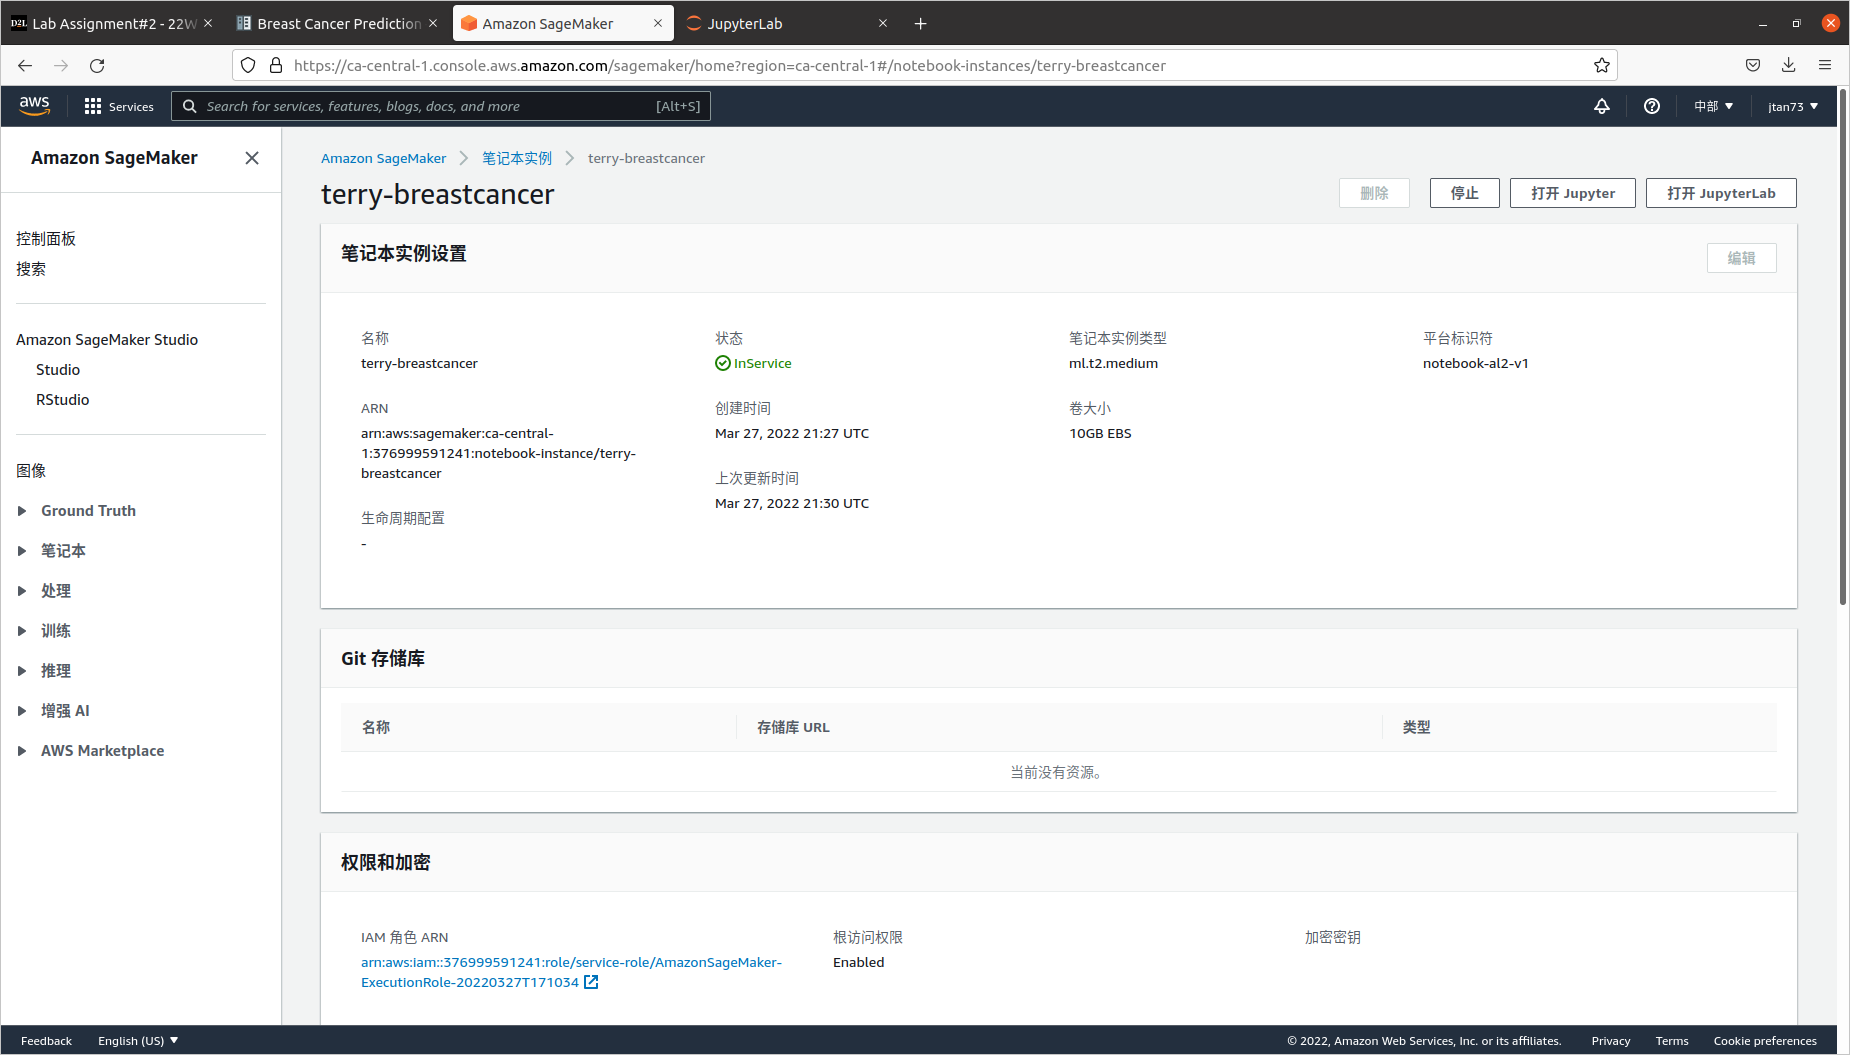 D2L Lab Assignment#2 - 22W
Breast Cancer Prediction
Amazon SageMaker
JupyterLab
https://ca-central-1.console.aws.amazon.com/sagemaker/home?region=ca-central-1#/notebook-instances/terry-breastcancer
aws Services Search for services, features, blogs, docs, and more [Alt+S] 中部 jtan73
Amazon SageMaker
控制面板
搜索
Amazon SageMaker Studio
Studio
RStudio
图像
Ground Truth
笔记本
处理
训练
推理
增强 AI
AWS Marketplace
Amazon SageMaker 笔记本实例 terry-breastcancer
terry-breastcancer
删除 停止 打开 Jupyter 打开 JupyterLab
笔记本实例设置
编辑
名称
terry-breastcancer
ARN
arn:aws:sagemaker:ca-central-
1:376999591241:notebook-instance/terry-
breastcancer
生命周期配置
-
状态
InService
创建时间
Mar 27, 2022 21:27 UTC
上次更新时间
Mar 27, 2022 21:30 UTC
笔记本实例类型
ml.t2.medium
卷大小
10GB EBS
平台标识符
notebook-al2-v1
Git 存储库
名称 存储库 URL 类型
当前没有资源。
权限和加密
IAM 角色 ARN
arn:aws:iam::376999591241:role/service-role/AmazonSageMaker-
ExecutionRole-20220327T171034
根访问权限
Enabled
加密密钥
Feedback English (US) © 2022, Amazon Web Services, Inc. or its affiliates. Privacy Terms Cookie preferences